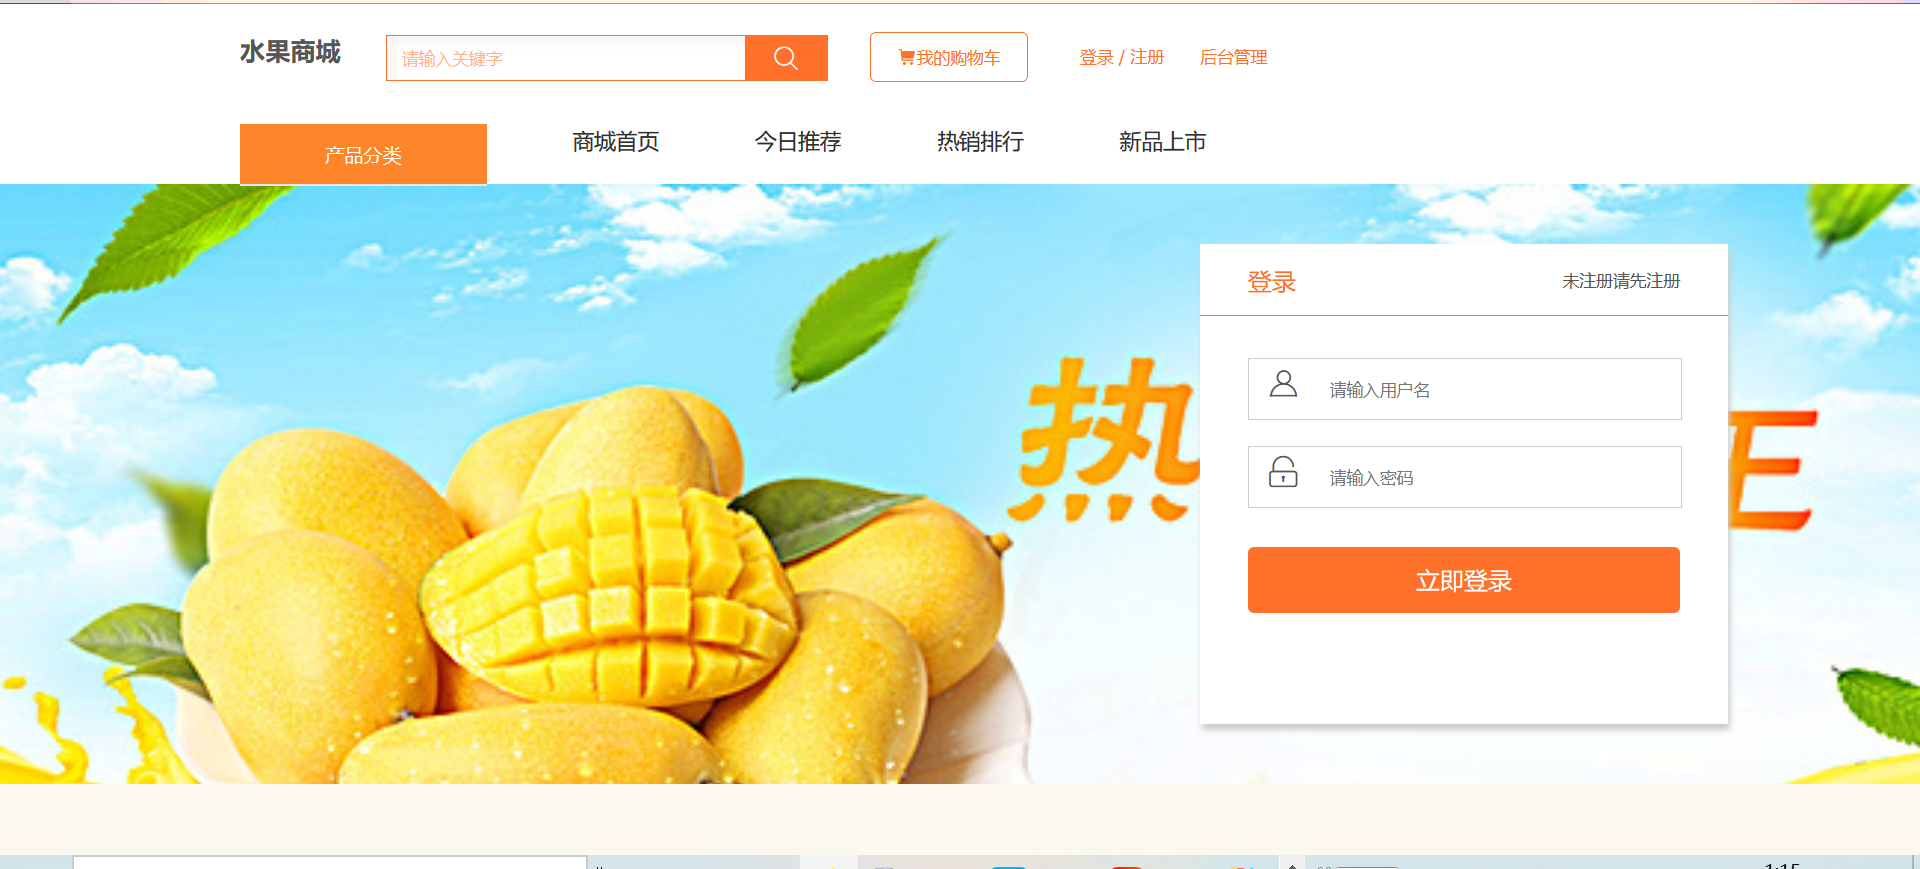 水果商城
请输入关键字
我的购物车
登录 / 注册
后台管理
产品分类
商城首页
今日推荐
热销排行
新品上市
登录
未注册请先注册
热
E
请输入用户名
请输入密码
立即登录